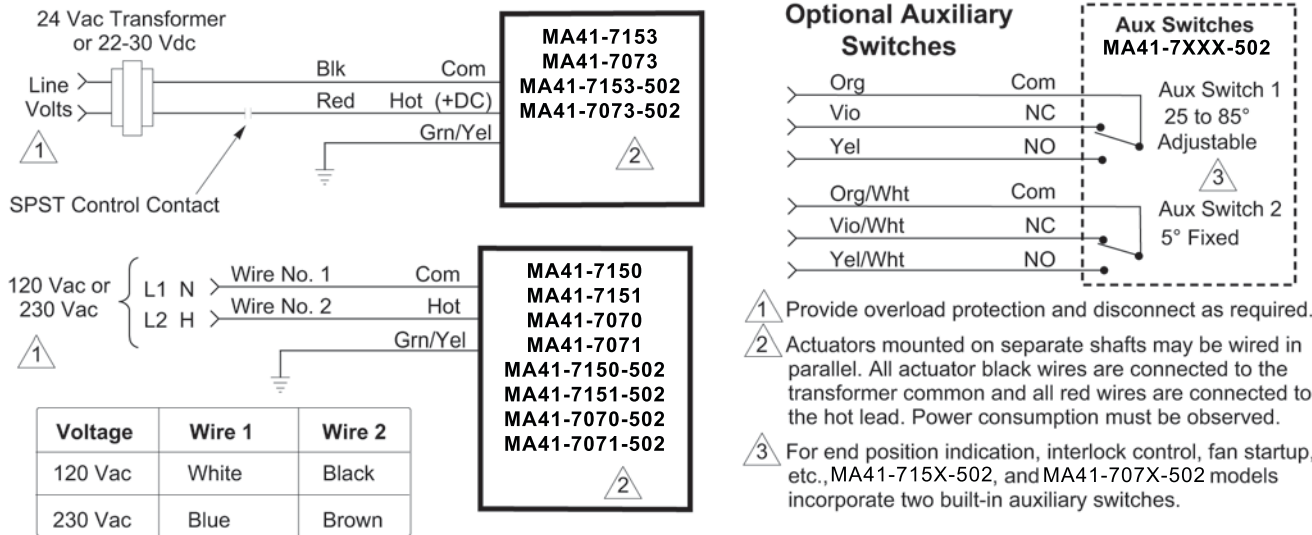 24 Vac Transformer
or 22-30 Vdc
Line
Volts
1
Blk
Com
Red
Hot (+DC)
Grn/Yel
SPST Control Contact
MA41-7153
MA41-7073
MA41-7153-502
MA41-7073-502
2
120 Vac or
230 Vac
1
L1 N
L2 H
Wire No. 1
Com
Wire No. 2
Hot
Grn/Yel
MA41-7150
MA41-7151
MA41-7070
MA41-7071
MA41-7150-502
MA41-7151-502
MA41-7070-502
MA41-7071-502
2
Voltage Wire 1 Wire 2
120 Vac White Black
230 Vac Blue Brown
Optional Auxiliary
Switches
Aux Switches
MA41-7XXX-502
Org Com
Vio NC
Yel NO
Aux Switch 1
25 to 85°
Adjustable
3
Org/Wht Com
Vio/Wht NC
Yel/Wht NO
Aux Switch 2
5° Fixed
1 Provide overload protection and disconnect as required.
2 Actuators mounted on separate shafts may be wired in
parallel. All actuator black wires are connected to the
transformer common and all red wires are connected to
the hot lead. Power consumption must be observed.
3 For end position indication, interlock control, fan startup,
etc., MA41-715X-502, and MA41-707X-502 models
incorporate two built-in auxiliary switches.